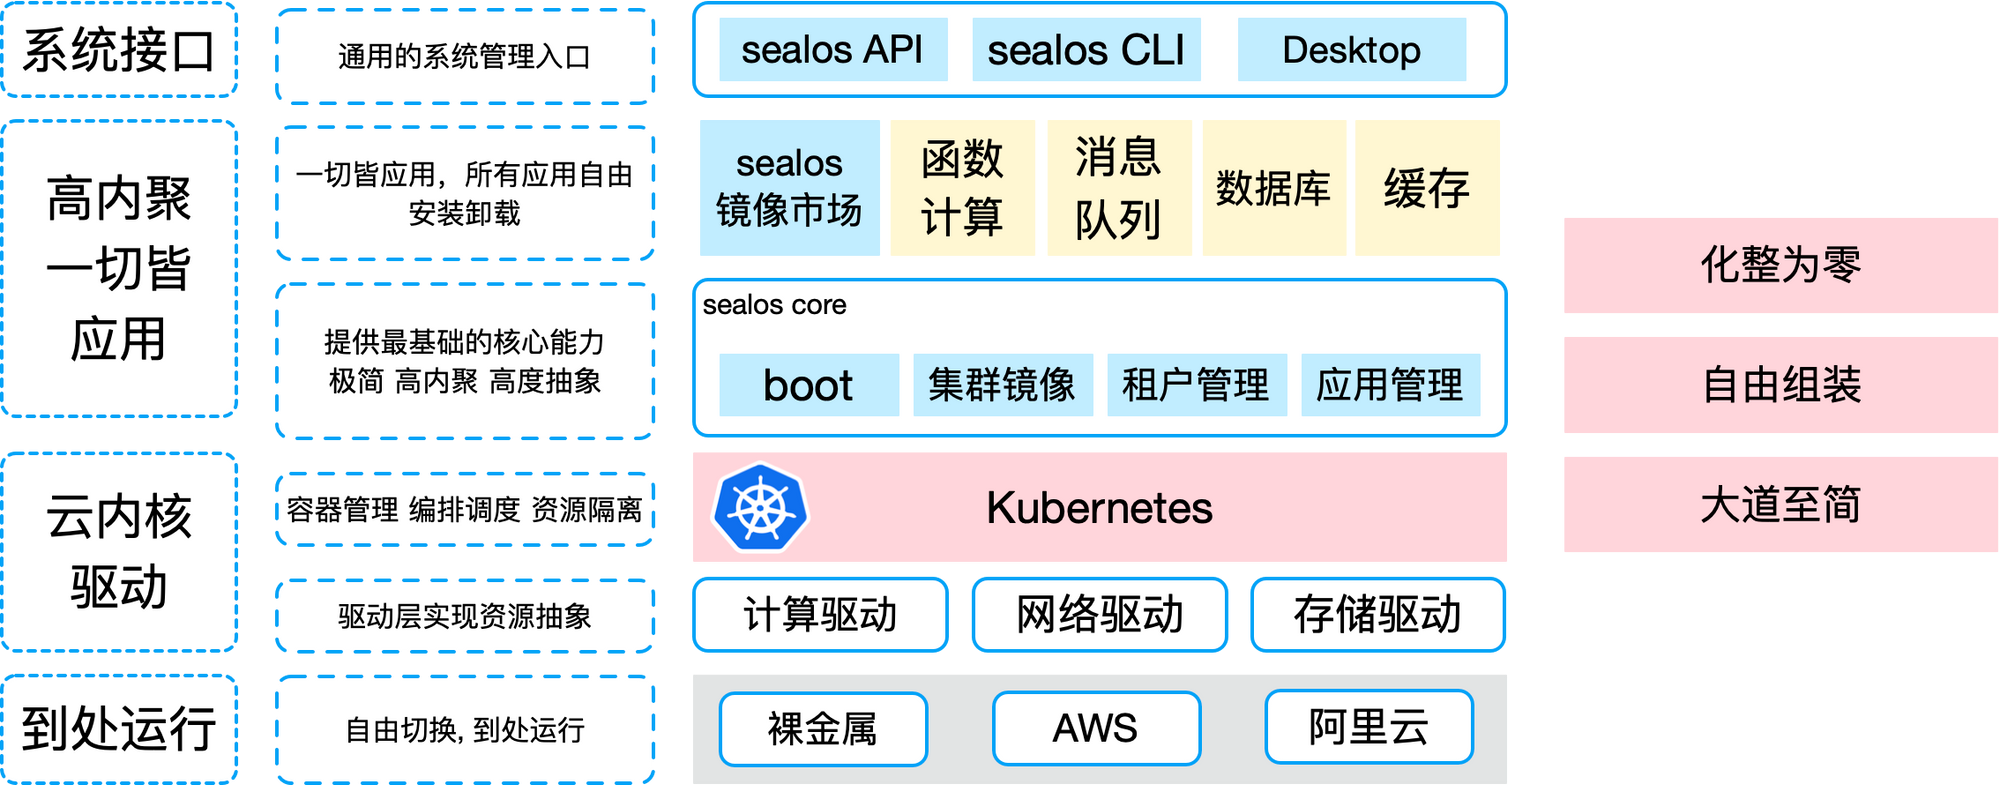 系统接口
通用的系统管理入口
sealos API
sealos CLI
Desktop
高内聚
一切皆
应用
一切皆应用，所有应用自由
安装卸载
sealos
镜像市场
函数
计算
消息
队列
数据库
缓存
提供最基础的核心能力
极简 高内聚 高度抽象
sealos core
boot
集群镜像
租户管理
应用管理
云内核
驱动
容器管理 编排调度 资源隔离
Kubernetes
驱动层实现资源抽象
计算驱动
网络驱动
存储驱动
到处运行
自由切换, 到处运行
裸金属
AWS
阿里云
化整为零
自由组装
大道至简